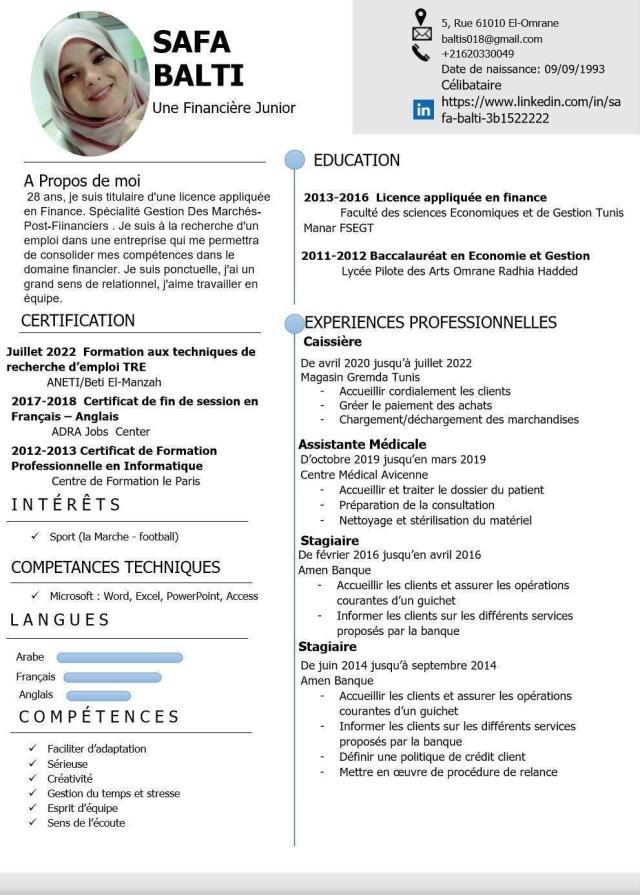 SAFA
BALTI
Une Financière Junior
5, Rue 61010 El-Omrane
baltis018@gmail.com
+21620330049
Date de naissance: 09/09/1993
Célibataire
in https://www.linkedin.com/in/sa
fa-balti-3b1522222
A Propos de moi
28 ans, je suis titulaire d'une licence appliquée
en Finance. Spécialité Gestion Des Marchés-
Post-Fiinanciers . Je suis à la recherche d'un
emploi dans une entreprise qui me permettra
de consolider mes compétences dans le
domaine financier. Je suis ponctuelle, j'ai un
grand sens de relationnel, j'aime travailler en
équipe.
CERTIFICATION
Juillet 2022 Formation aux techniques de
recherche d'emploi TRE
ANETI/Beti El-Manzah
2017-2018 Certificat de fin de session en
Français – Anglais
ADRA Jobs Center
2012-2013 Certificat de Formation
Professionnelle en Informatique
Centre de Formation le Paris
INTÉRÊTS
✓ Sport (la Marche - football)
COMPETANCES TECHNIQUES
✓ Microsoft : Word, Excel, PowerPoint, Access
LANGUES
Arabe
Français
Anglais
COMPÉTENCES
✓ Faciliter d'adaptation
✓ Sérieuse
✓ Créativité
✓ Gestion du temps et stresse
✓ Esprit d'équipe
✓ Sens de l'écoute
EDUCATION
2013-2016 Licence appliquée en finance
Faculté des sciences Economiques et de Gestion Tunis
Manar FSEGT
2011-2012 Baccalauréat en Economie et Gestion
Lycée Pilote des Arts Omrane Radhia Hadded
EXPERIENCES PROFESSIONNELLES
Caissière
De avril 2020 jusqu'à juillet 2022
Magasin Gremda Tunis
- Accueillir cordialement les clients
- Gréer le paiement des achats
- Chargement/déchargement des marchandises
Assistante Médicale
D'octobre 2019 jusqu'en mars 2019
Centre Médical Avicenne
- Accueillir et traiter le dossier du patient
- Préparation de la consultation
- Nettoyage et stérilisation du matériel
Stagiaire
De février 2016 jusqu'en avril 2016
Amen Banque
- Accueillir les clients et assurer les opérations
courantes d'un guichet
- Informer les clients sur les différents services
proposés par la banque
Stagiaire
De juin 2014 jusqu'à septembre 2014
Amen Banque
- Accueillir les clients et assurer les opérations
courantes d'un guichet
- Informer les clients sur les différents services
proposés par la banque
- Définir une politique de crédit client
- Mettre en œuvre de procédure de relance